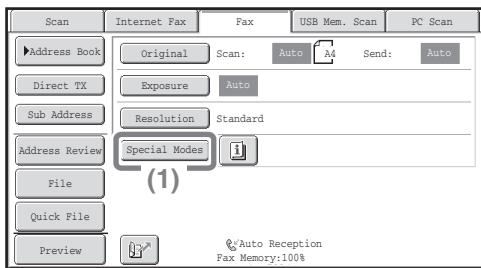 Scan Internet Fax Fax USB Mem. Scan PC Scan
Address Book Original Scan: Auto A4 Send: Auto
Direct TX Exposure Auto
Sub Address Resolution Standard
Address Review Special Modes
(1)
File
Quick File
Preview Auto Reception
Fax Memory:100%